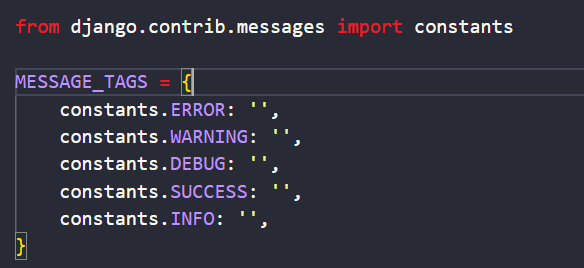 from django.contrib.messages import constants
MESSAGE_TAGS = {
    constants.ERROR: '',
    constants.WARNING: '',
    constants.DEBUG: '',
    constants.SUCCESS: '',
    constants.INFO: '',
}